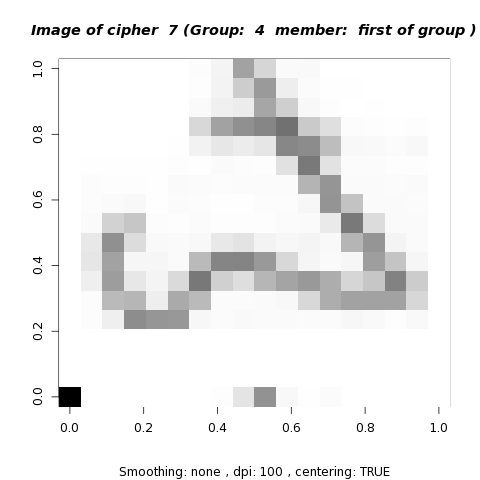 Image of cipher 7 (Group: 4 member: first of group )
1.0
0.8
0.6
0.4
0.2
0.0
0.0 0.2 0.4 0.6 0.8 1.0
Smoothing: none , dpi: 100 , centering: TRUE